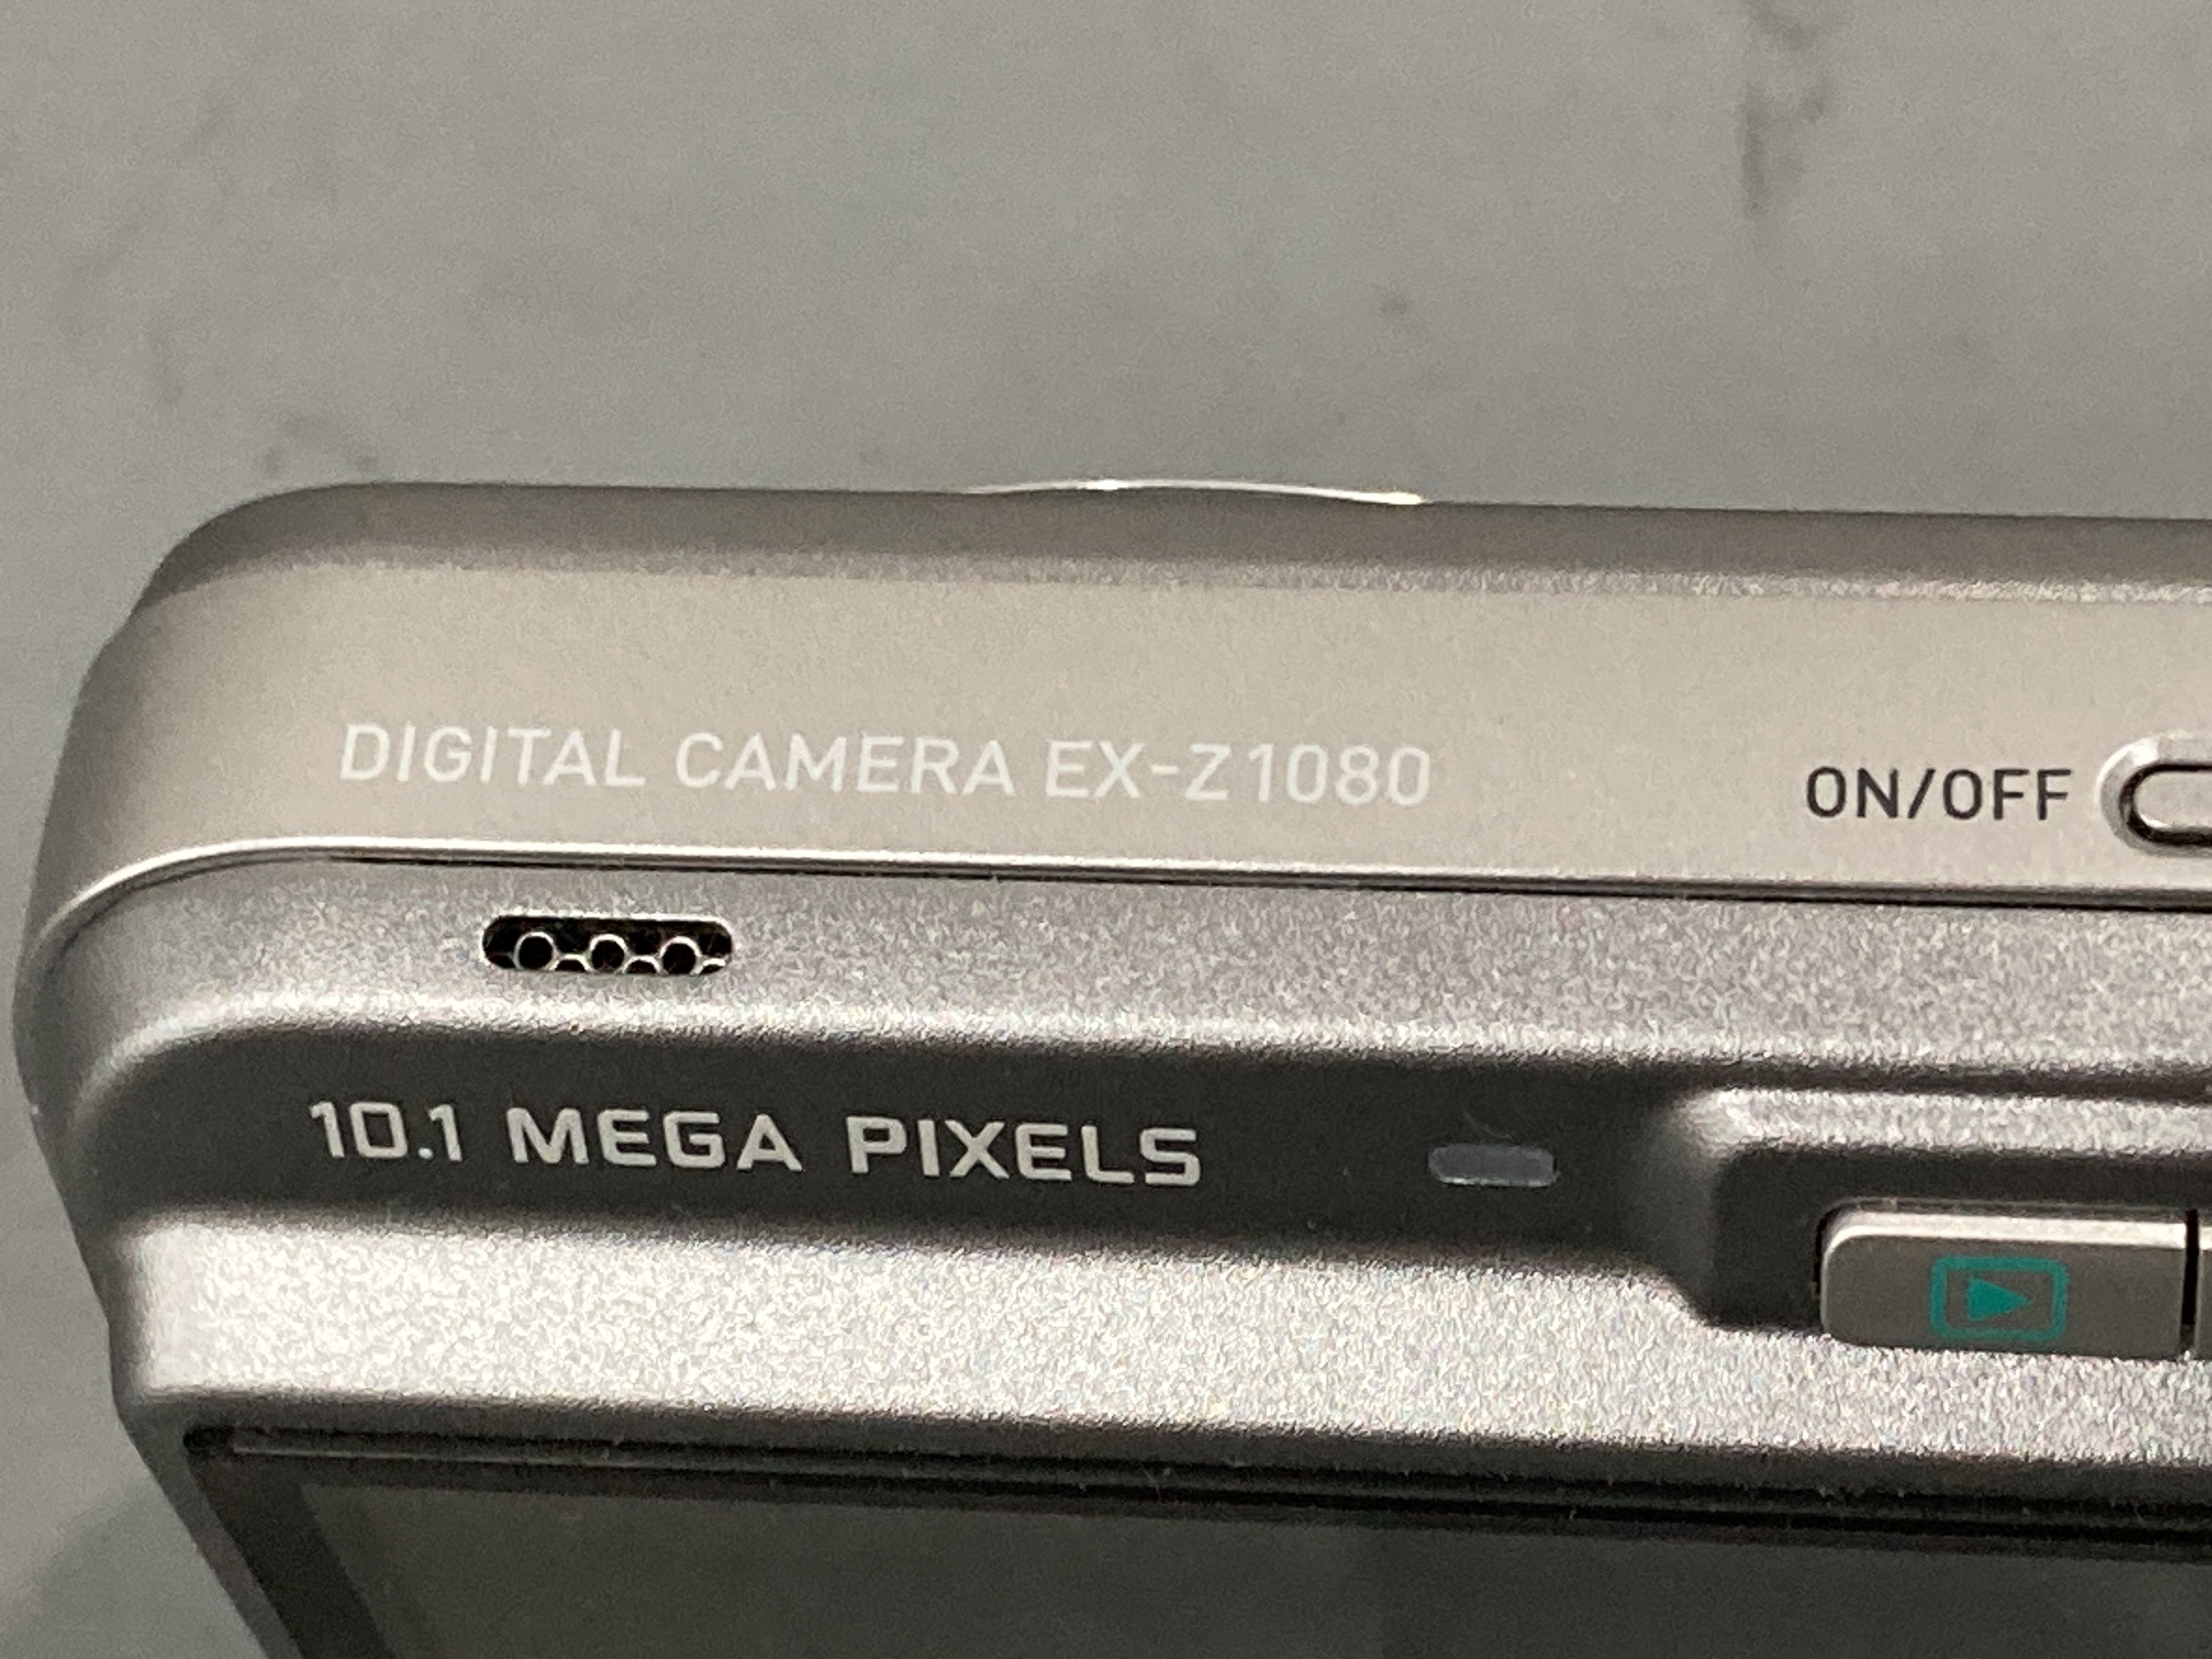 DIGITAL CAMERA EX-Z1080
ON/OFF
10.1 MEGA PIXELS